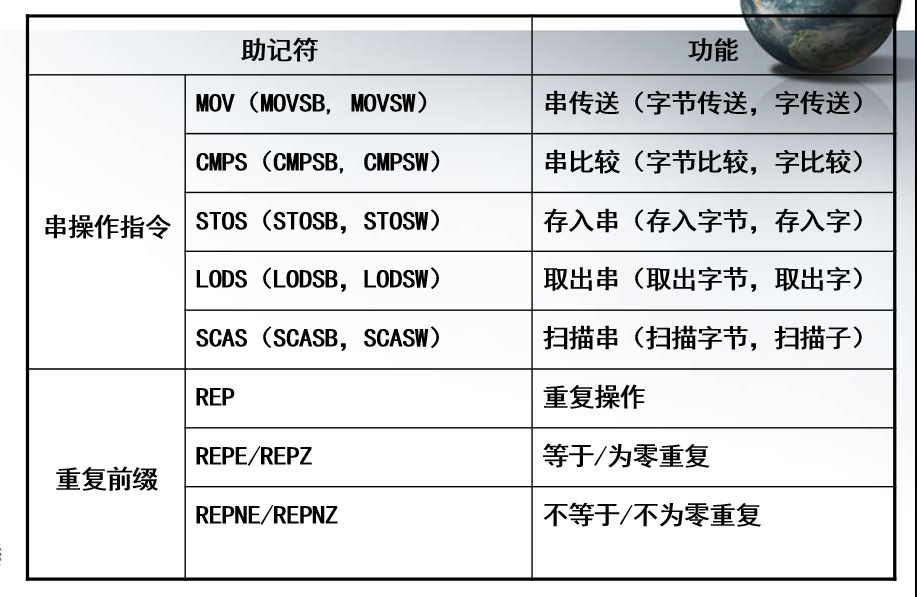 助记符 功能
串操作指令
MOV（MOVSB, MOVSW） 串传送（字节传送，字传送）
CMPS（CMPSB, CMPSW） 串比较（字节比较，字比较）
STOS（STOSB，STOSW） 存入串（存入字节，存入字）
LODS（LODSB，LODSW） 取出串（取出字节，取出字）
SCAS（SCASB，SCASW） 扫描串（扫描字节，扫描子）
重复前缀
REP 重复操作
REPE/REPZ 等于/为零重复
REPNE/REPNZ 不等于/不为零重复